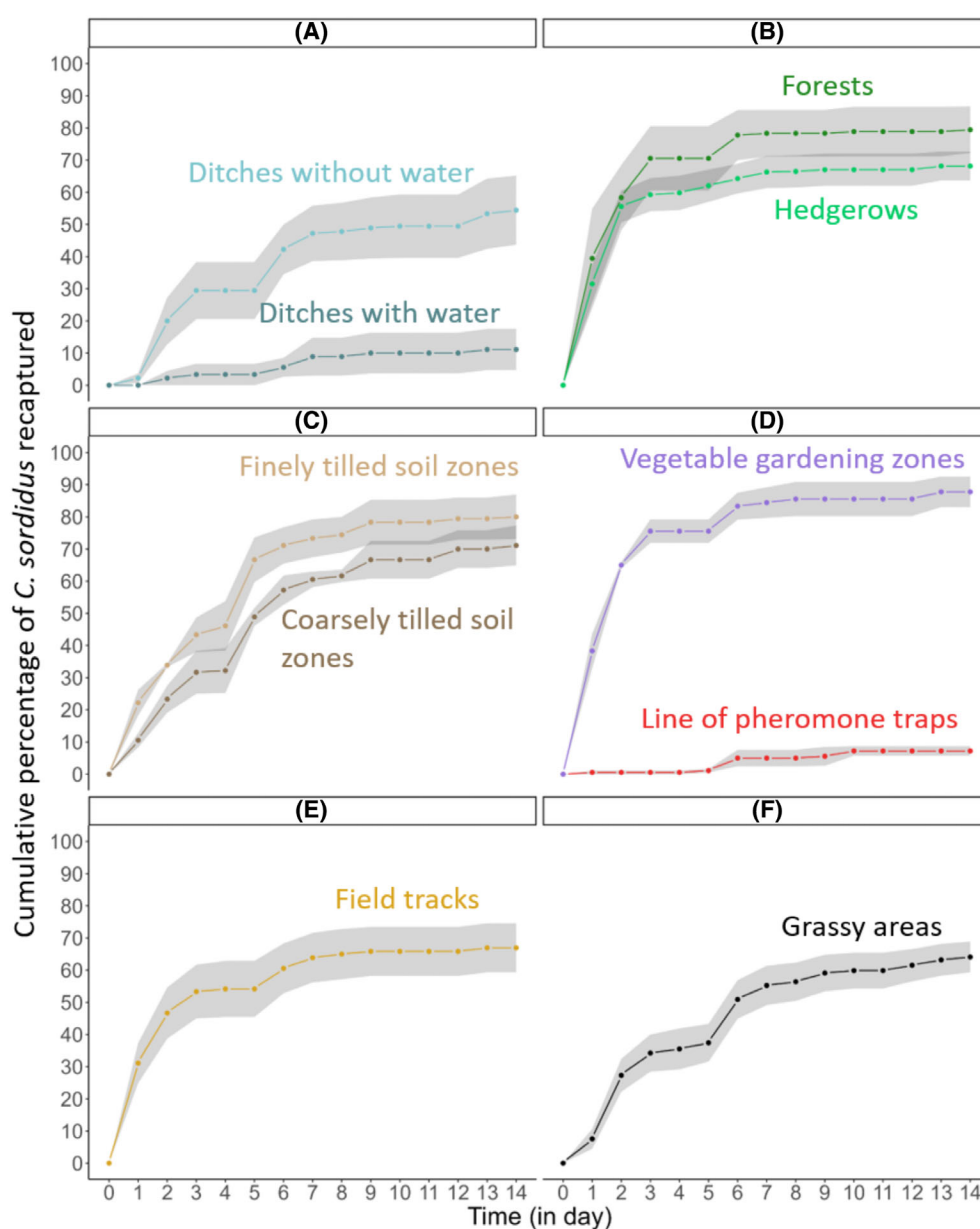 (A)
(B)
100
90
80
70
60
50
40
30
20
10
0
Ditches without water
Ditches with water
Forests
Hedgerows
(C)
(D)
100
90
80
70
60
50
40
30
20
10
0
Finely tilled soil zones
Coarsely tilled soil
zones
Vegetable gardening zones
Line of pheromone traps
(E)
(F)
100
90
80
70
60
50
40
30
20
10
0
Field tracks
Grassy areas
0 1 2 3 4 5 6 7 8 9 10 11 12 13 14
0 1 2 3 4 5 6 7 8 9 10 11 12 13 14
Time (in day)
Cumulative percentage of C. sordidus recaptured